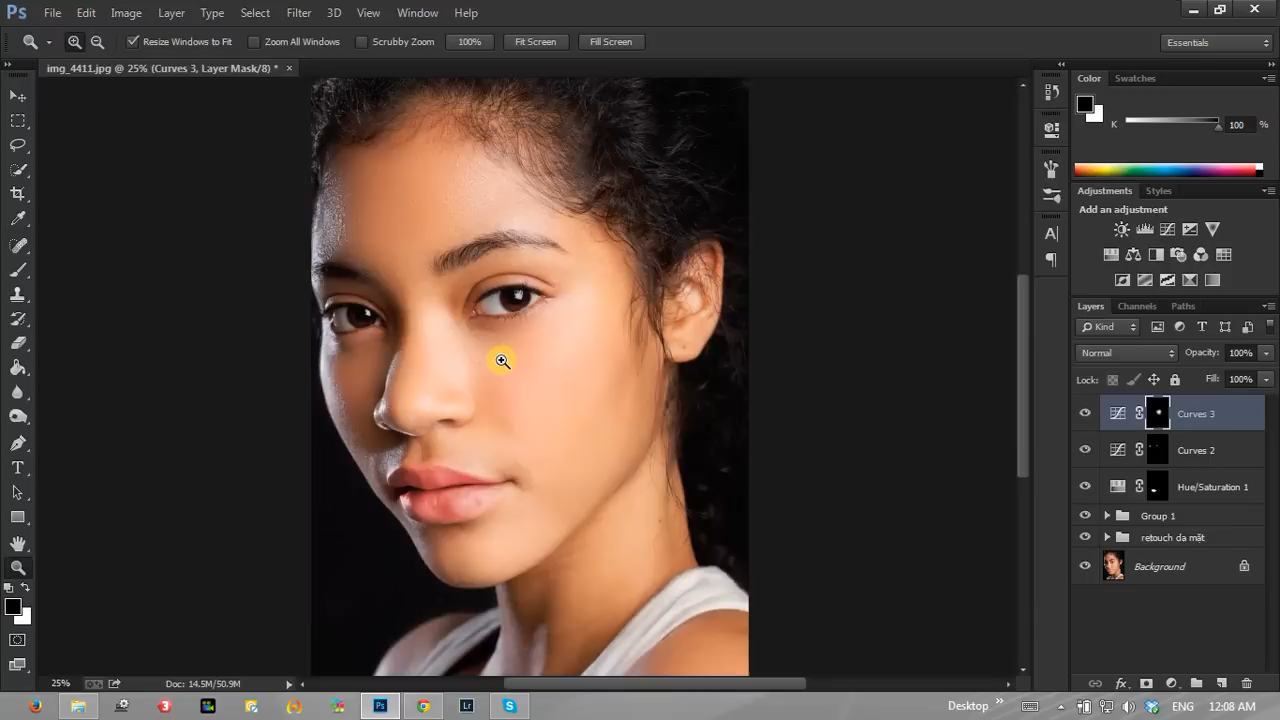 Ps File Edit Image Layer Type Select Filter 3D View Window Help
Resize Windows to Fit Zoom All Windows Scrubby Zoom 100% Fit Screen Fill Screen Essentials
img_4411.jpg @ 25% (Curves 3, Layer Mask/8) * ×
Color Swatches
K 100 %
Adjustments Styles
Add an adjustment
Layers Channels Paths
Kind
Normal Opacity: 100%
Lock: Fill: 100%
Curves 3
Curves 2
Hue/Saturation 1
Group 1
retouch da mặt
Background
25% Doc: 14.5M/50.9M
Desktop ENG 12:08 AM